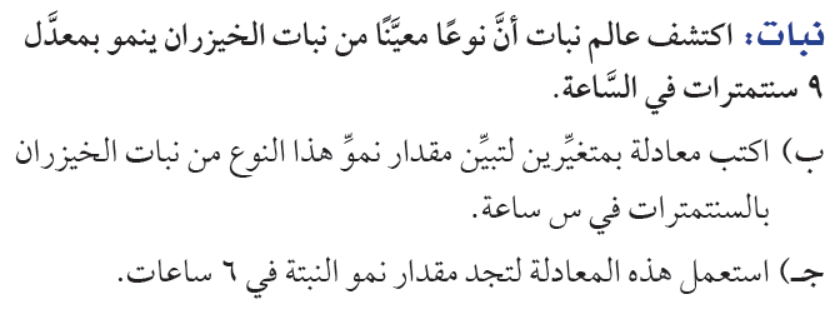 نبات: اكتشف عالم نبات أنَّ نوعًا معيَّنًا من نبات الخيزران ينمو بمعدَّل
٩ سنتمترات في السَّاعة.
ب) اكتب معادلة بمتغيِّرين لتبيِّن مقدار نموِّ هذا النوع من نبات الخيزران
بالسنتمترات في س ساعة.
جـ) استعمل هذه المعادلة لتجد مقدار نمو النبتة في ٦ ساعات.